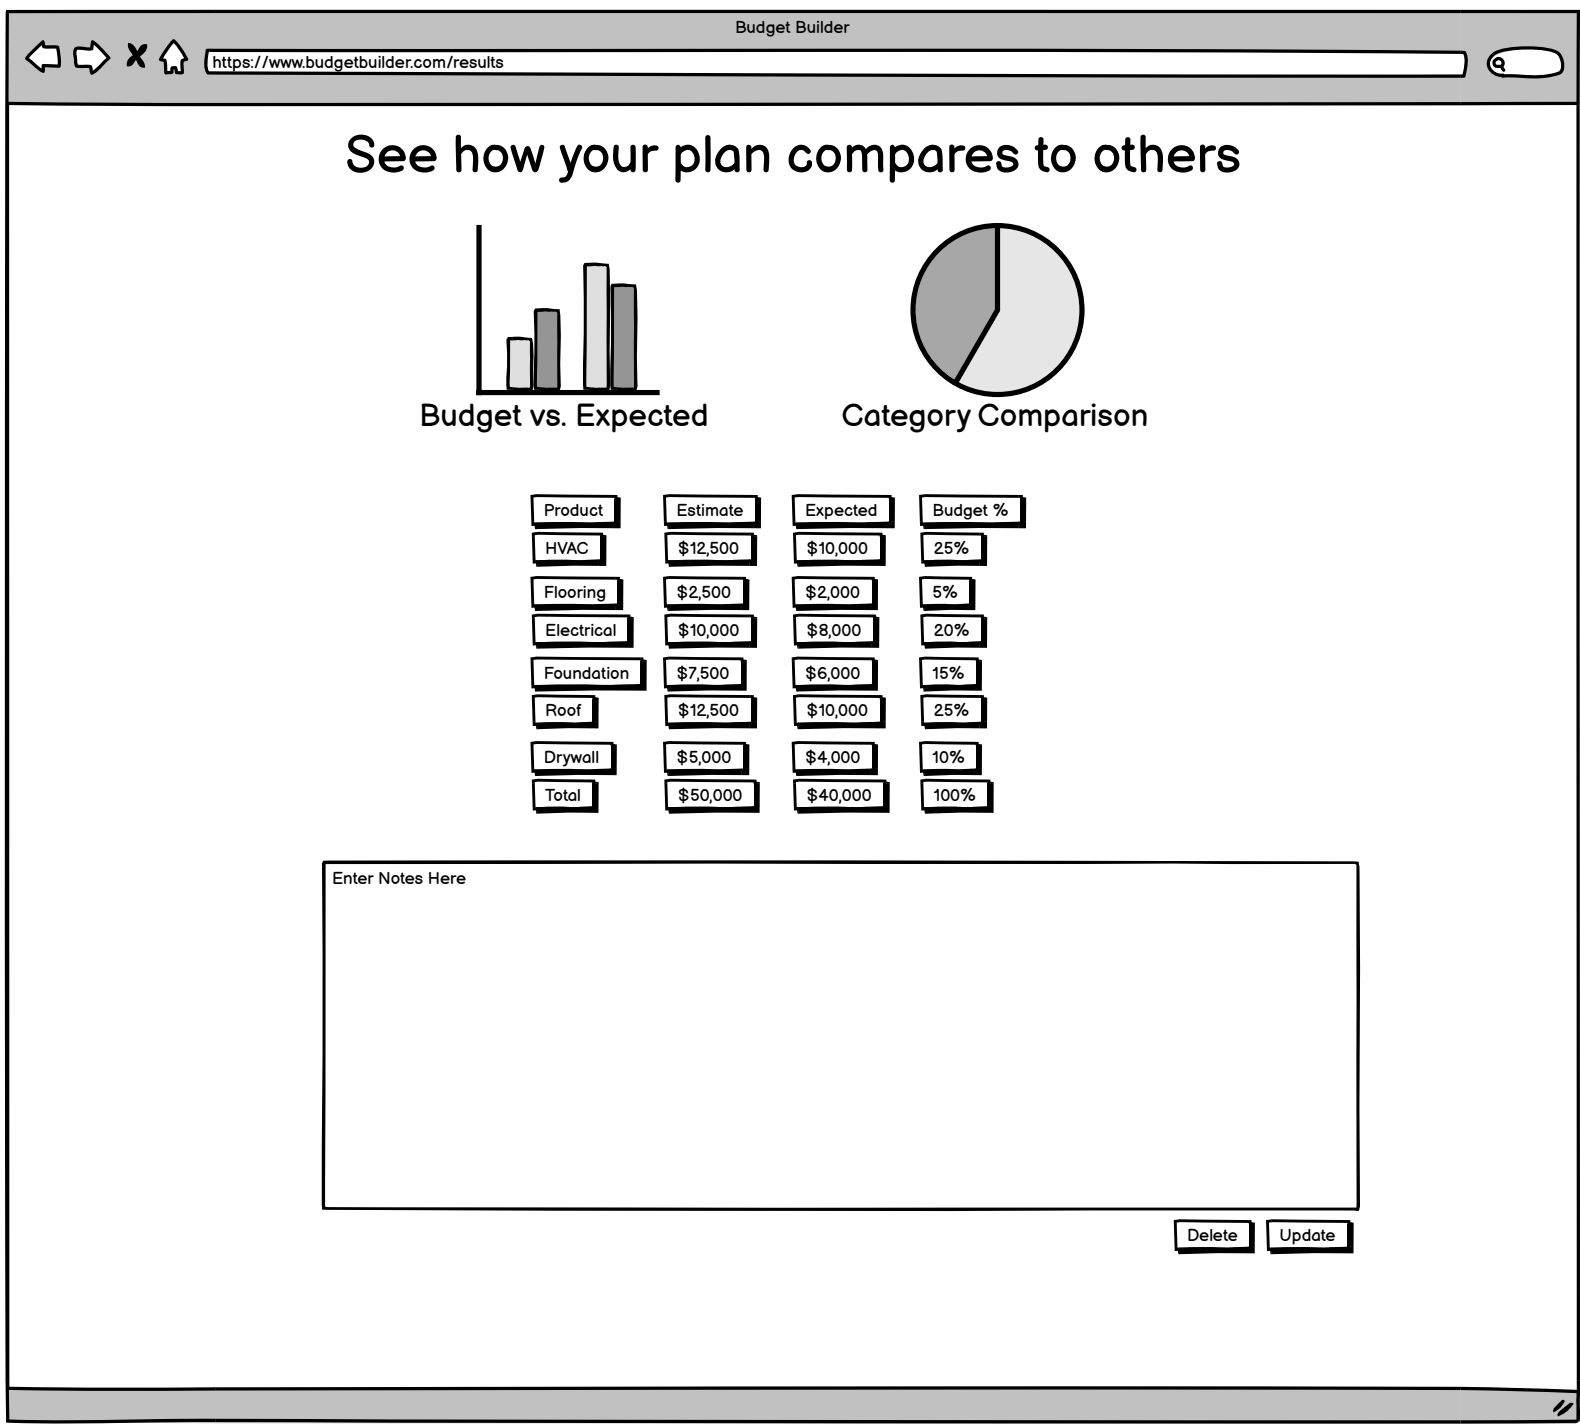 Budget Builder
https://www.budgetbuilder.com/results
See how your plan compares to others
Budget vs. Expected
Category Comparison
Product Estimate Expected Budget %
HVAC $12,500 $10,000 25%
Flooring $2,500 $2,000 5%
Electrical $10,000 $8,000 20%
Foundation $7,500 $6,000 15%
Roof $12,500 $10,000 25%
Drywall $5,000 $4,000 10%
Total $50,000 $40,000 100%
Enter Notes Here
Delete Update